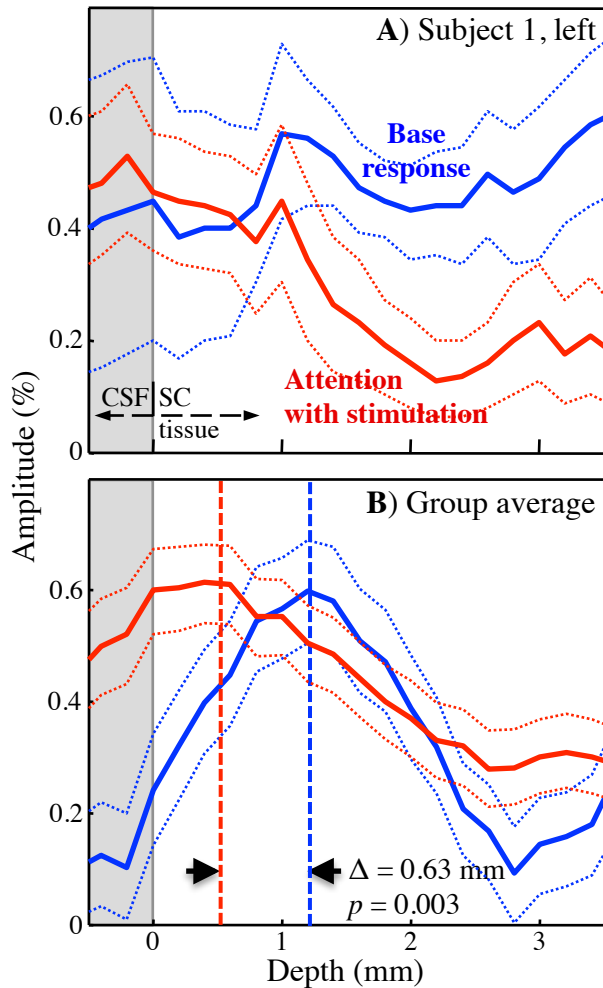 A) Subject 1, left
0.6
Base
response
0.4
0.2
Attention
with stimulation
CSF SC
tissue
0
Amplitude (%)
B) Group average
0.6
0.4
0.2
Δ = 0.63 mm
p = 0.003
0
0 1 2 3
Depth (mm)